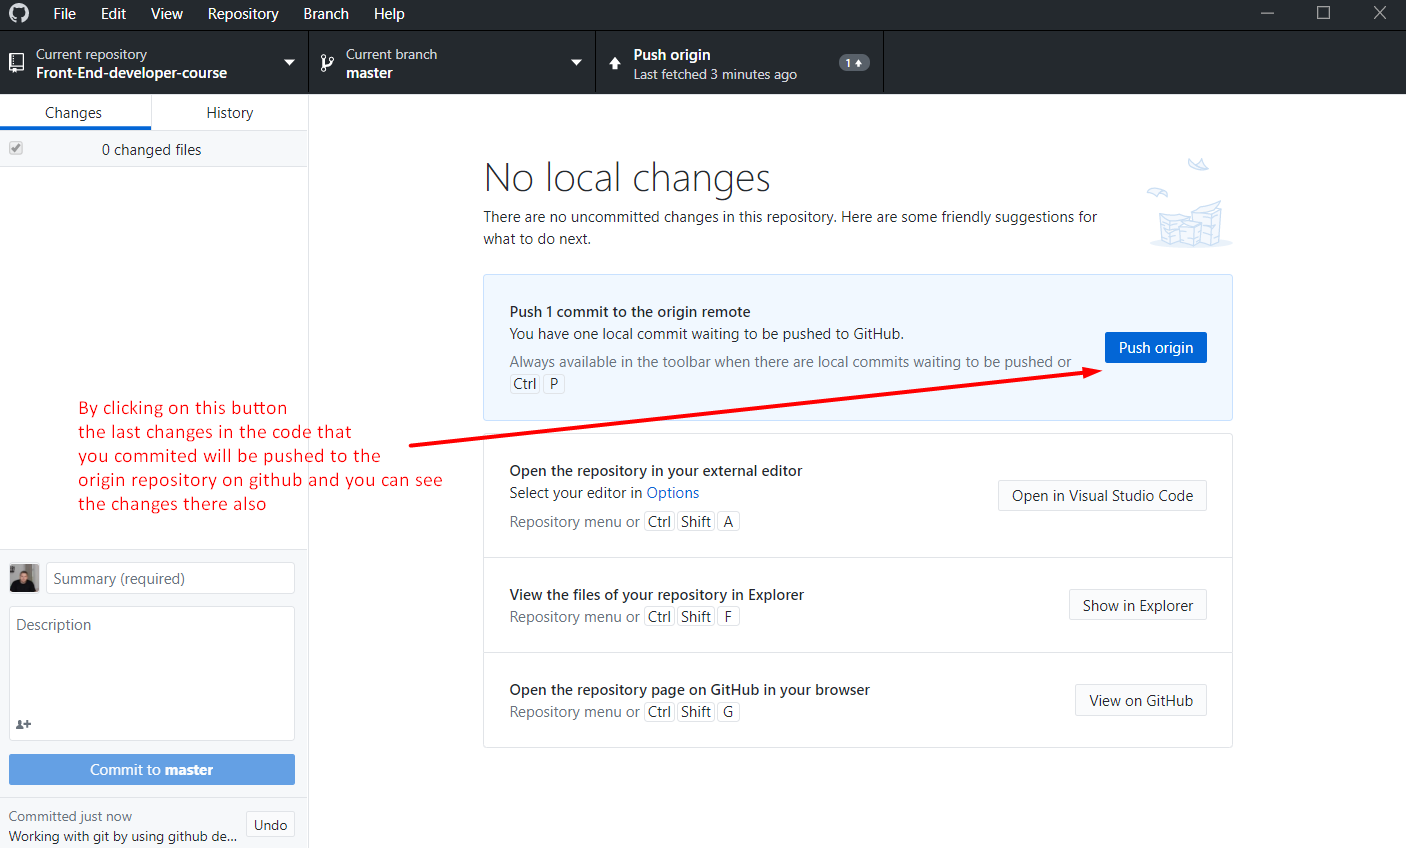 File Edit View Repository Branch Help
Current repository
Front-End-developer-course
Current branch
master
Push origin
Last fetched 3 minutes ago
1
Changes History
0 changed files
No local changes
There are no uncommitted changes in this repository. Here are some friendly suggestions for
what to do next.
Push 1 commit to the origin remote
You have one local commit waiting to be pushed to GitHub.
Always available in the toolbar when there are local commits waiting to be pushed or
Ctrl P
Push origin
By clicking on this button
the last changes in the code that
you commited will be pushed to the
origin repository on github and you can see
the changes there also
Open the repository in your external editor
Select your editor in Options
Repository menu or Ctrl Shift A
Open in Visual Studio Code
View the files of your repository in Explorer
Repository menu or Ctrl Shift F
Show in Explorer
Open the repository page on GitHub in your browser
Repository menu or Ctrl Shift G
View on GitHub
Summary (required)
Description
Commit to master
Committed just now
Working with git by using github de...
Undo